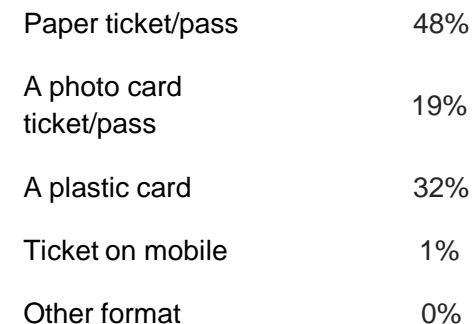 Paper ticket/pass 48%
A photo card
ticket/pass 19%
A plastic card 32%
Ticket on mobile 1%
Other format 0%